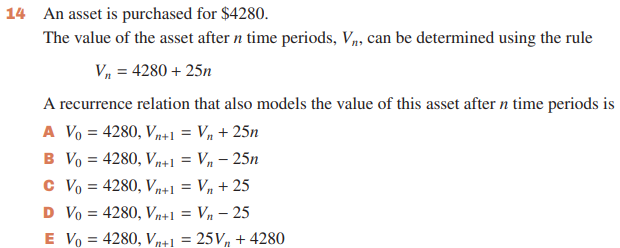 14 An asset is purchased for $4280.
The value of the asset after n time periods, Vₙ, can be determined using the rule
Vₙ = 4280 + 25n
A recurrence relation that also models the value of this asset after n time periods is
A V₀ = 4280, Vₙ₊₁ = Vₙ + 25n
B V₀ = 4280, Vₙ₊₁ = Vₙ − 25n
C V₀ = 4280, Vₙ₊₁ = Vₙ + 25
D V₀ = 4280, Vₙ₊₁ = Vₙ − 25
E V₀ = 4280, Vₙ₊₁ = 25Vₙ + 4280